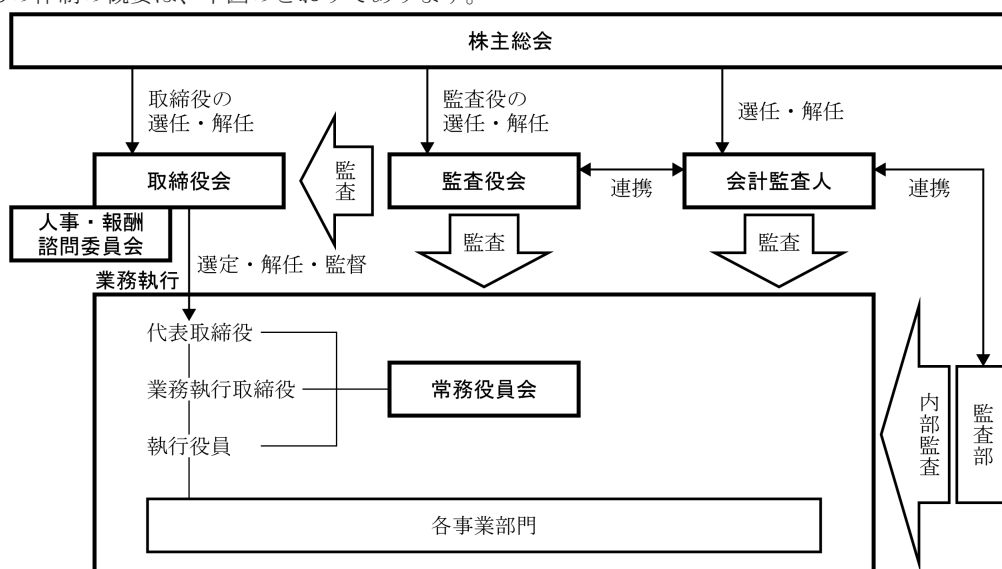 の体制の概要は、下図のとおりであります。
株主総会
取締役の
選任・解任
監査役の
選任・解任
選任・解任
取締役会
監査
監査役会
連携
会計監査人
連携
人事・報酬
諮問委員会
監査
監査
選定・解任・監督
業務執行
代表取締役
業務執行取締役
常務役員会
執行役員
内部監査
監査部
各事業部門